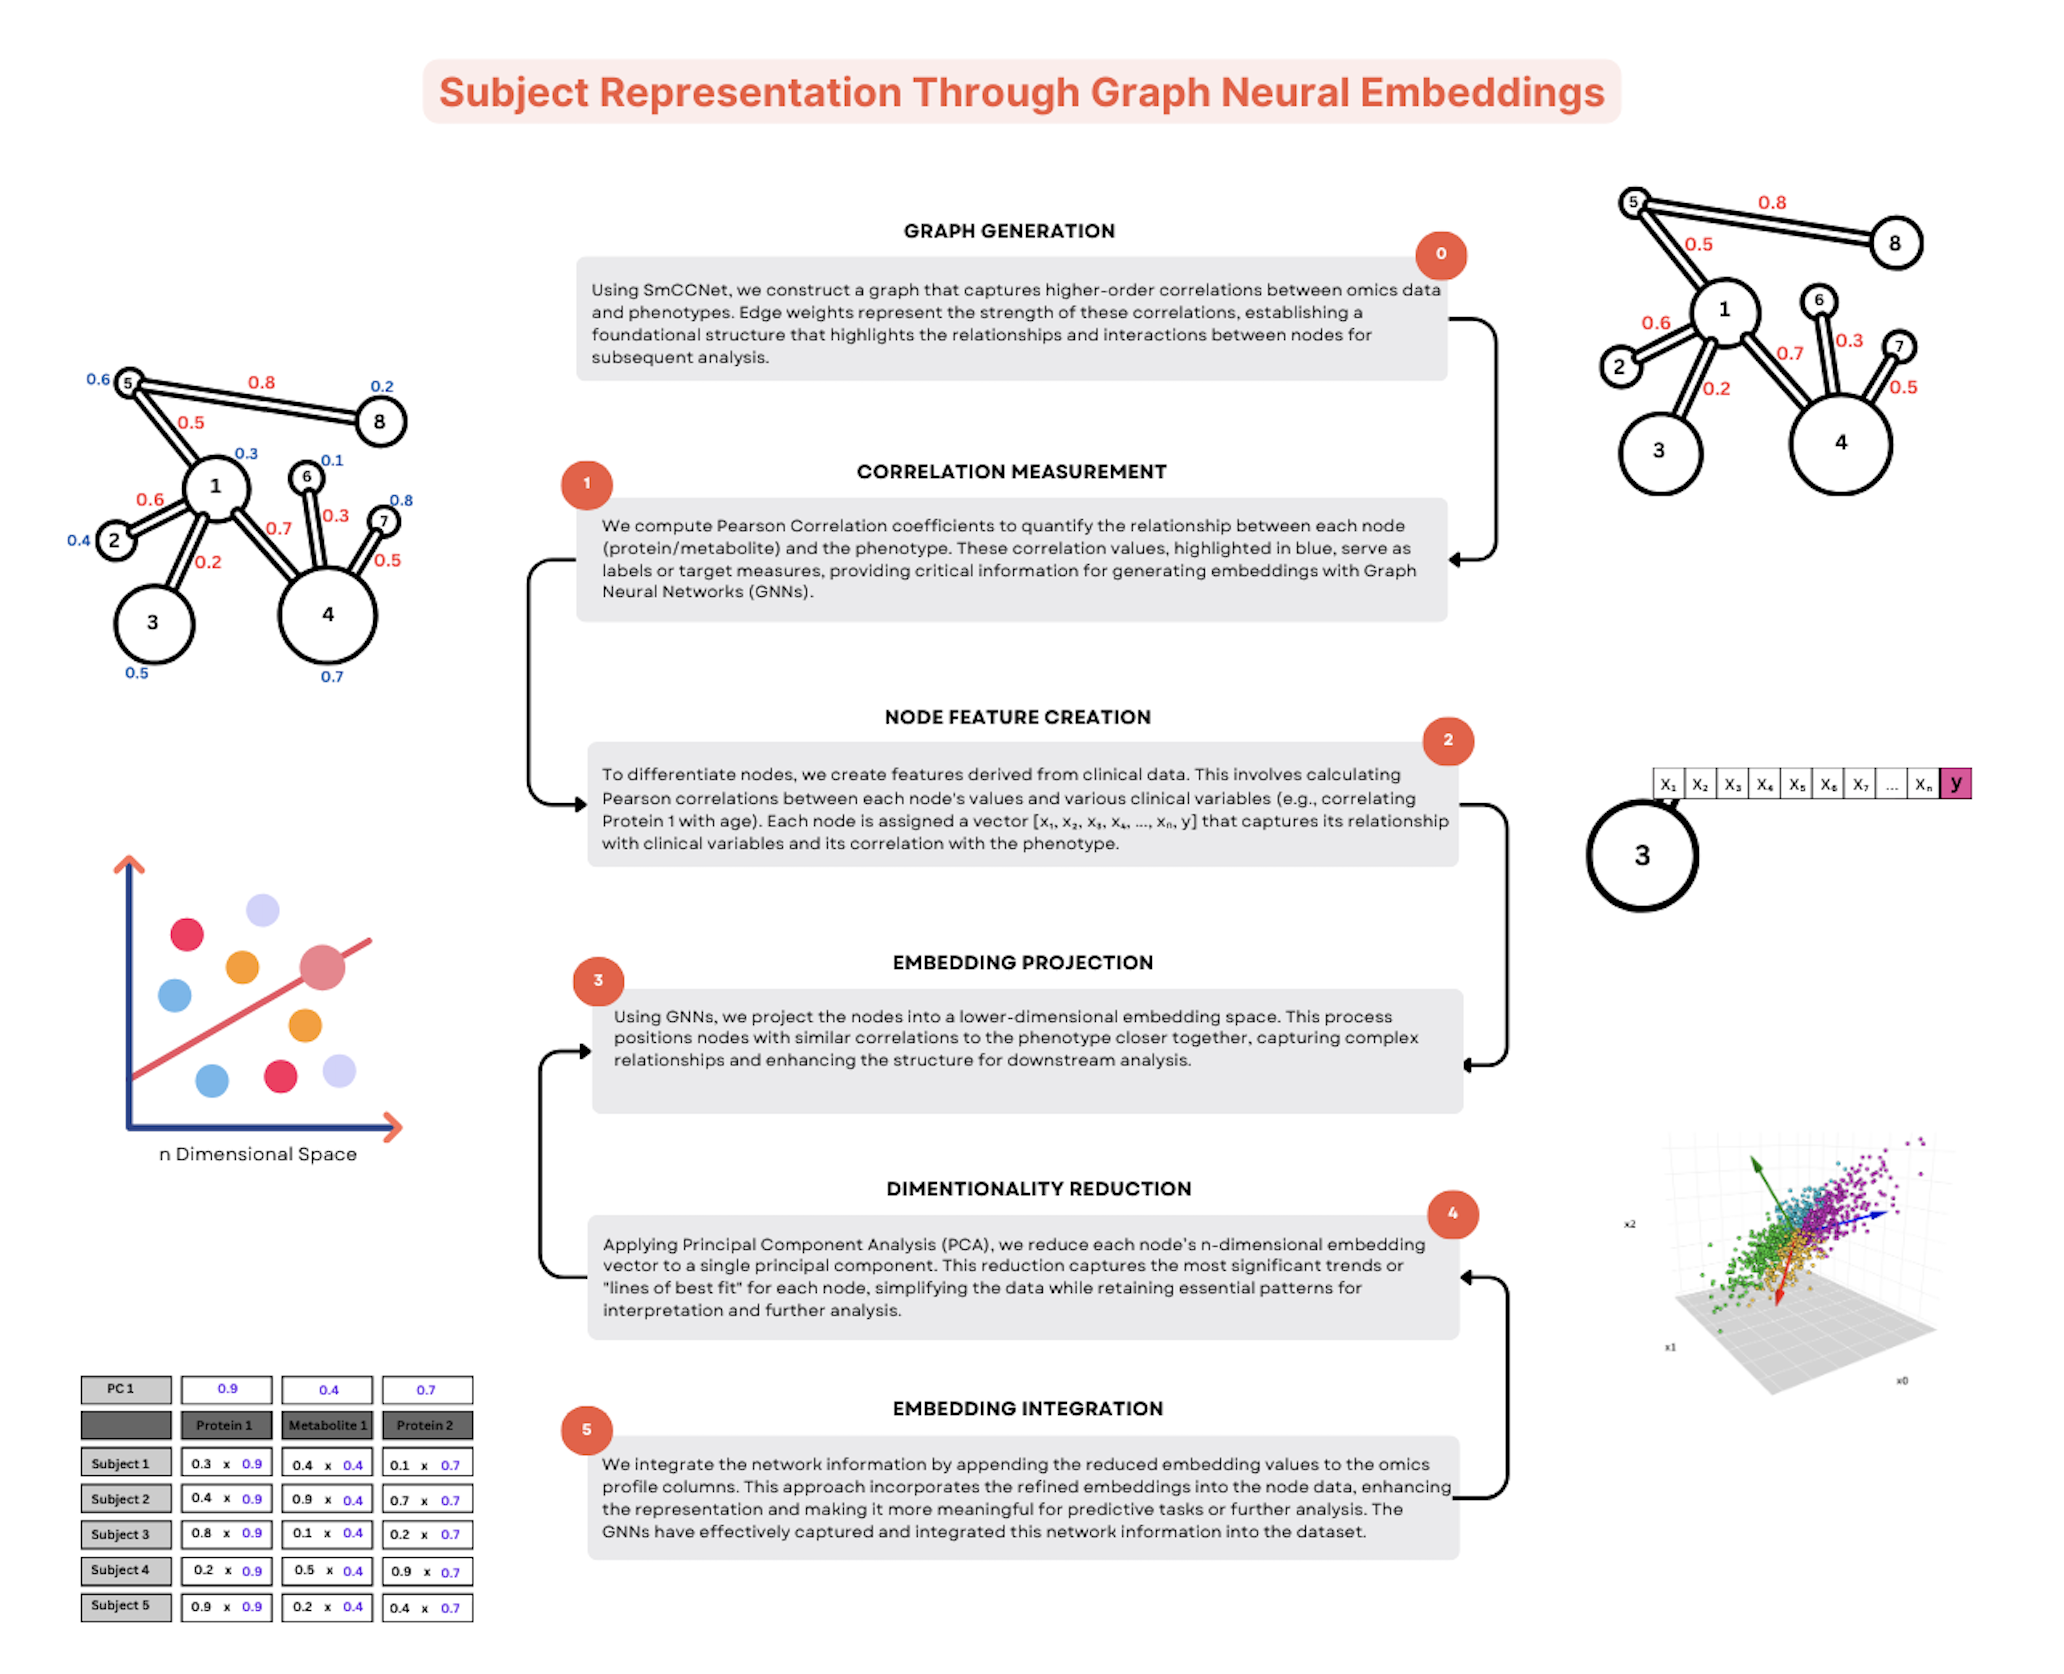 Subject Representation Through Graph Neural Embeddings
GRAPH GENERATION
0
Using SmCCNet, we construct a graph that captures higher-order correlations between omics data
and phenotypes. Edge weights represent the strength of these correlations, establishing a
foundational structure that highlights the relationships and interactions between nodes for
subsequent analysis.
5
0.8
8
0.5
1
6
0.6
0.3
7
2
0.7
0.2
0.5
3
4
CORRELATION MEASUREMENT
1
We compute Pearson Correlation coefficients to quantify the relationship between each node
(protein/metabolite) and the phenotype. These correlation values, highlighted in blue, serve as
labels or target measures, providing critical information for generating embeddings with Graph
Neural Networks (GNNs).
0.6
5
0.8
0.2
8
0.5
0.3
0.1
1
6
0.6
0.8
0.3
7
0.7
0.4
2
0.2
0.5
3
4
0.5
0.7
NODE FEATURE CREATION
2
To differentiate nodes, we create features derived from clinical data. This involves calculating
Pearson correlations between each node's values and various clinical variables (e.g., correlating
Protein 1 with age). Each node is assigned a vector [x₁, x₂, x₃, x₄, ..., xₙ, y] that captures its relationship
with clinical variables and its correlation with the phenotype.
X₁ X₂ X₃ X₄ X₅ X₆ X₇ ... Xₙ y
3
EMBEDDING PROJECTION
3
Using GNNs, we project the nodes into a lower-dimensional embedding space. This process
positions nodes with similar correlations to the phenotype closer together, capturing complex
relationships and enhancing the structure for downstream analysis.
n Dimensional Space
DIMENTIONALITY REDUCTION
4
Applying Principal Component Analysis (PCA), we reduce each node's n-dimensional embedding
vector to a single principal component. This reduction captures the most significant trends or
"lines of best fit" for each node, simplifying the data while retaining essential patterns for
interpretation and further analysis.
x2
x1
x0
EMBEDDING INTEGRATION
5
We integrate the network information by appending the reduced embedding values to the omics
profile columns. This approach incorporates the refined embeddings into the node data, enhancing
the representation and making it more meaningful for predictive tasks or further analysis. The
GNNs have effectively captured and integrated this network information into the dataset.
PC 1 0.9 0.4 0.7
Protein 1 Metabolite 1 Protein 2
Subject 1 0.3 x 0.9 0.4 x 0.4 0.1 x 0.7
Subject 2 0.4 x 0.9 0.9 x 0.4 0.7 x 0.7
Subject 3 0.8 x 0.9 0.1 x 0.4 0.2 x 0.7
Subject 4 0.2 x 0.9 0.5 x 0.4 0.9 x 0.7
Subject 5 0.9 x 0.9 0.2 x 0.4 0.4 x 0.7